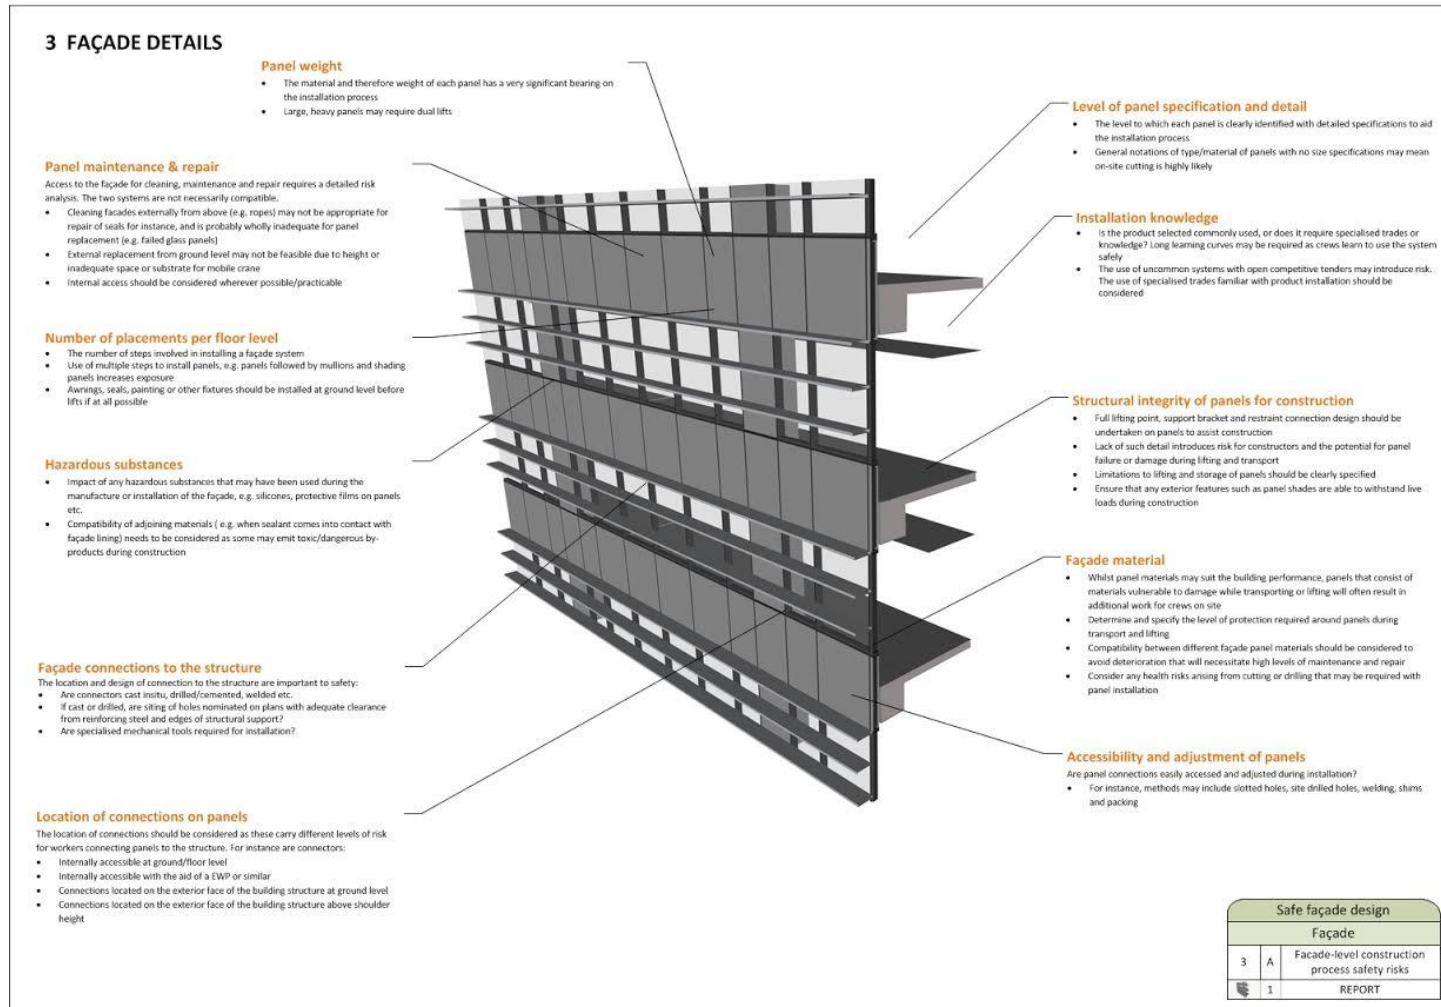 3 FAÇADE DETAILS
Panel weight
• The material and therefore weight of each panel has a very significant bearing on
the installation process
• Large, heavy panels may require dual lifts
Panel maintenance & repair
Access to the façade for cleaning, maintenance and repair requires a detailed risk
analysis. The two systems are not necessarily compatible.
• Cleaning facades externally from above (e.g. ropes) may not be appropriate for
repair of seals for instance, and is probably wholly inadequate for panel
replacement (e.g. failed glass panels)
• External replacement from ground level may not be feasible due to height or
inadequate space or substrate for mobile crane
• Internal access should be considered wherever possible/practicable
Number of placements per floor level
• The number of steps involved in installing a façade system
• Use of multiple steps to install panels, e.g. panels followed by mullions and shading
panels increases exposure
• Awnings, seals, painting or other fixtures should be installed at ground level before
lifts if at all possible
Hazardous substances
• Impact of any hazardous substances that may have been used during the
manufacture or installation of the façade, e.g. silicones, protective films on panels
etc.
• Compatibility of adjoining materials ( e.g. when sealant comes into contact with
façade lining) needs to be considered as some may emit toxic/dangerous by-
products during construction
Façade connections to the structure
The location and design of connection to the structure are important to safety:
• Are connectors cast insitu, drilled/cemented, welded etc.
• If cast or drilled, are siting of holes nominated on plans with adequate clearance
from reinforcing steel and edges of structural support?
• Are specialised mechanical tools required for installation?
Location of connections on panels
The location of connections should be considered as these carry different levels of risk
for workers connecting panels to the structure. For instance are connectors:
• Internally accessible at ground/floor level
• Internally accessible with the aid of a EWP or similar
• Connections located on the exterior face of the building structure at ground level
• Connections located on the exterior face of the building structure above shoulder
height
Level of panel specification and detail
• The level to which each panel is clearly identified with detailed specifications to aid
the installation process
• General notations of type/material of panels with no size specifications may mean
on-site cutting is highly likely
Installation knowledge
• Is the product selected commonly used, or does it require specialised trades or
knowledge? Long learning curves may be required as crews learn to use the system
safely
• The use of uncommon systems with open competitive tenders may introduce risk.
The use of specialised trades familiar with product installation should be
considered
Structural integrity of panels for construction
• Full lifting point, support bracket and restraint connection design should be
undertaken on panels to assist construction
• Lack of such detail introduces risk for constructors and the potential for panel
failure or damage during lifting and transport
• Limitations to lifting and storage of panels should be clearly specified
• Ensure that any exterior features such as panel shades are able to withstand live
loads during construction
Façade material
• Whilst panel materials may suit the building performance, panels that consist of
materials vulnerable to damage while transporting or lifting will often result in
additional work for crews on site
• Determine and specify the level of protection required around panels during
transport and lifting
• Compatibility between different façade panel materials should be considered to
avoid deterioration that will necessitate high levels of maintenance and repair
• Consider any health risks arising from cutting or drilling that may be required with
panel installation
Accessibility and adjustment of panels
Are panel connections easily accessed and adjusted during installation?
• For instance, methods may include slotted holes, site drilled holes, welding, shims
and packing
Safe façade design
Façade
3 A Facade-level construction
process safety risks
1 REPORT